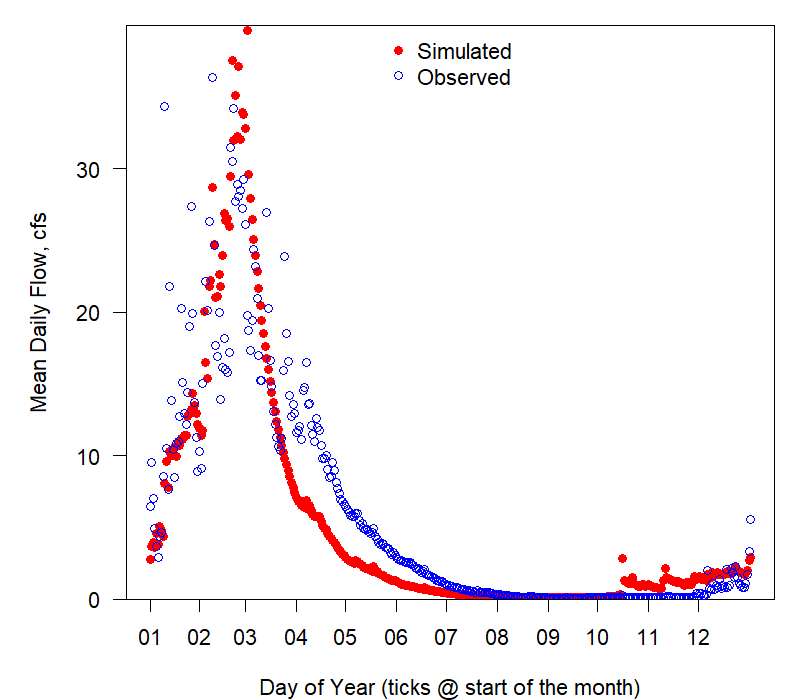 Simulated
Observed
30
20
10
0
Mean Daily Flow, cfs
01 02 03 04 05 06 07 08 09 10 11 12
Day of Year (ticks @ start of the month)